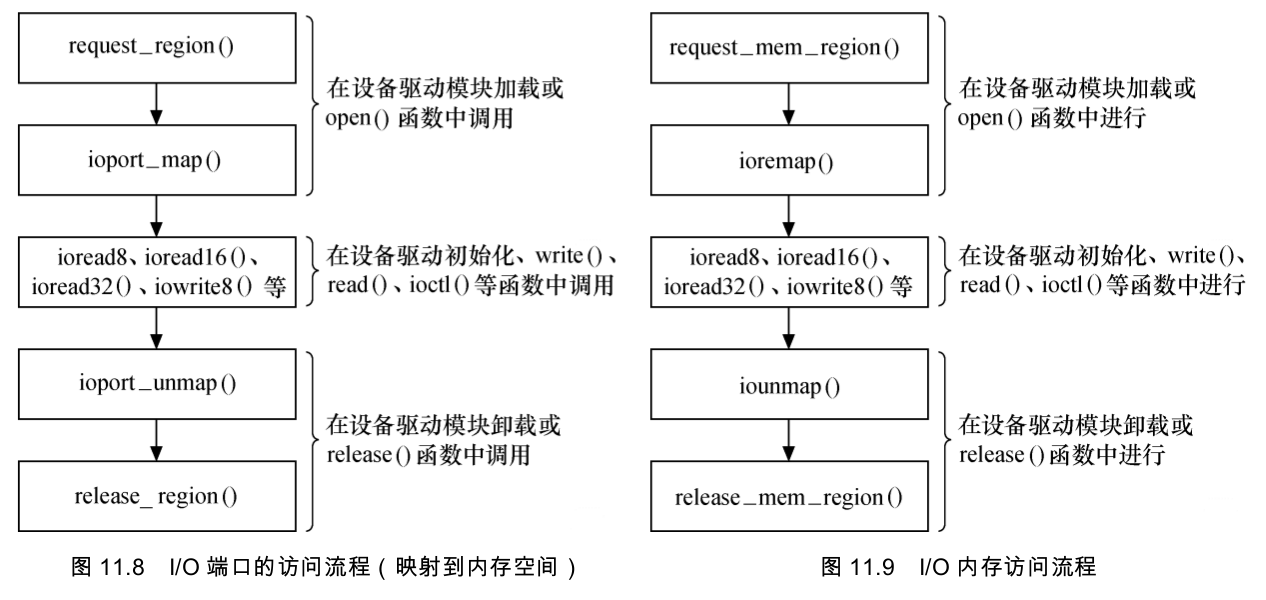 request_region()
ioport_map()
在设备驱动模块加载或
open() 函数中调用
ioread8、ioread16()、
ioread32()、iowrite8() 等
在设备驱动初始化、write()、
read()、ioctl()等函数中调用
ioport_unmap()
release_ region()
在设备驱动模块卸载或
release()函数中调用
图 11.8 I/O 端口的访问流程（映射到内存空间）
request_mem_region()
ioremap()
在设备驱动模块加载或
open() 函数中进行
ioread8、ioread16()、
ioread32()、iowrite8()等
在设备驱动初始化、write()、
read()、ioctl()等函数中进行
iounmap()
release_mem_region()
在设备驱动模块卸载或
release()函数中进行
图 11.9 I/O 内存访问流程